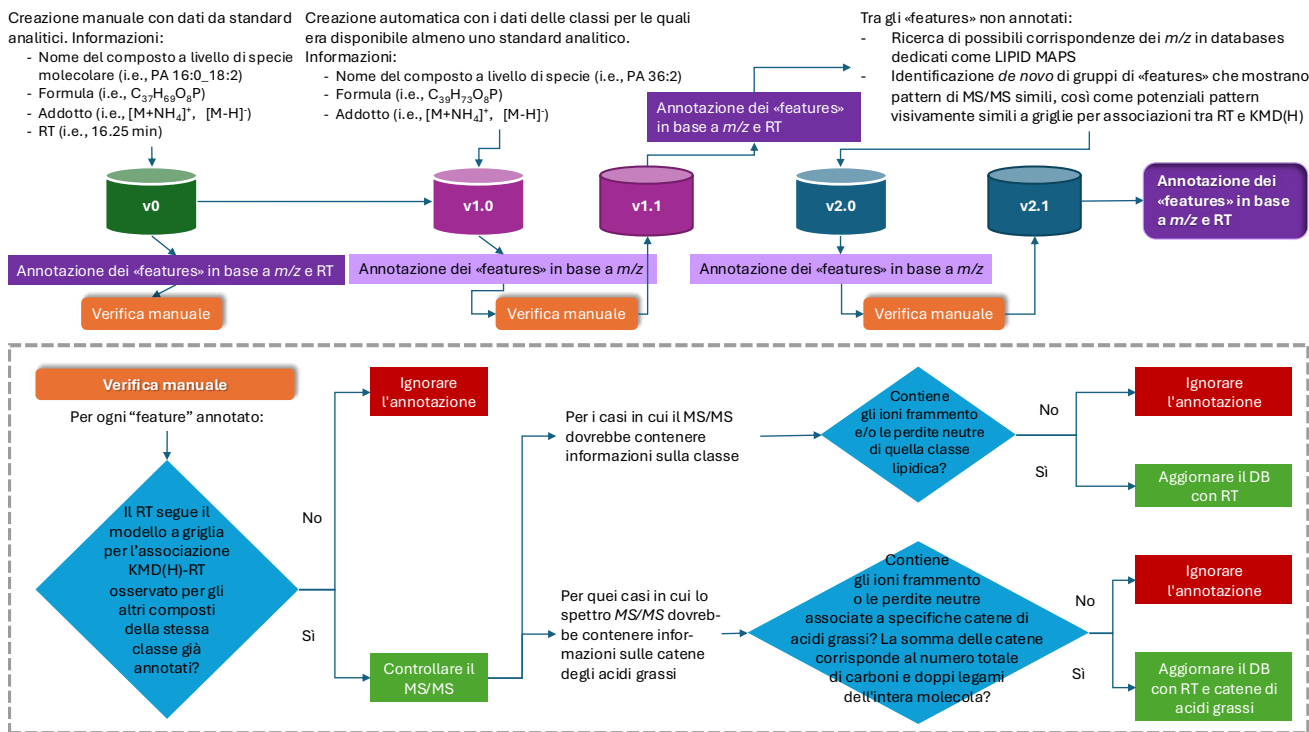 Creazione manuale con dati da standard
analitici. Informazioni:
- Nome del composto a livello di specie
molecolare (i.e., PA 16:0_18:2)
- Formula (i.e., C₃₇H₆₉O₈P)
- Addotto (i.e., [M+NH₄]⁺, [M-H]⁻)
- RT (i.e., 16.25 min)
Creazione automatica con i dati delle classi per le quali
era disponibile almeno uno standard analitico.
Informazioni:
- Nome del composto a livello di specie (i.e., PA 36:2)
- Formula (i.e., C₃₉H₇₃O₈P)
- Addotto (i.e., [M+NH₄]⁺, [M-H]⁻)
Annotazione dei «features»
in base a m/z e RT
Tra gli «features» non annotati:
- Ricerca di possibili corrispondenze dei m/z in databases
dedicati come LIPID MAPS
- Identificazione de novo di gruppi di «features» che mostrano
pattern di MS/MS simili, così come potenziali pattern
visivamente simili a griglie per associazioni tra RT e KMD(H)
v0
v1.0
v1.1
v2.0
v2.1
Annotazione dei
«features» in base
a m/z e RT
Annotazione dei «features» in base a m/z e RT
Annotazione dei «features» in base a m/z
Annotazione dei «features» in base a m/z
Verifica manuale
Verifica manuale
Verifica manuale
Verifica manuale
Per ogni “feature” annotato:
Il RT segue il
modello a griglia
per l’associazione
KMD(H)-RT
osservato per gli
altri composti
della stessa
classe già
annotati?
No
Sì
Ignorare
l'annotazione
Controllare il
MS/MS
Per i casi in cui il MS/MS
dovrebbe contenere
informazioni sulla classe
Contiene
gli ioni frammento
e/o le perdite neutre
di quella classe
lipidica?
No
Sì
Ignorare
l'annotazione
Aggiornare il DB
con RT
Per quei casi in cui lo
spettro MS/MS dovreb-
be contenere infor-
mazioni sulle catene
degli acidi grassi
Contiene
gli ioni frammento
o le perdite neutre
associate a specifiche catene di
acidi grassi? La somma delle catene
corrisponde al numero totale
di carboni e doppi legami
dell'intera molecola?
No
Sì
Ignorare
l'annotazione
Aggiornare il DB
con RT e catene di
acidi grassi